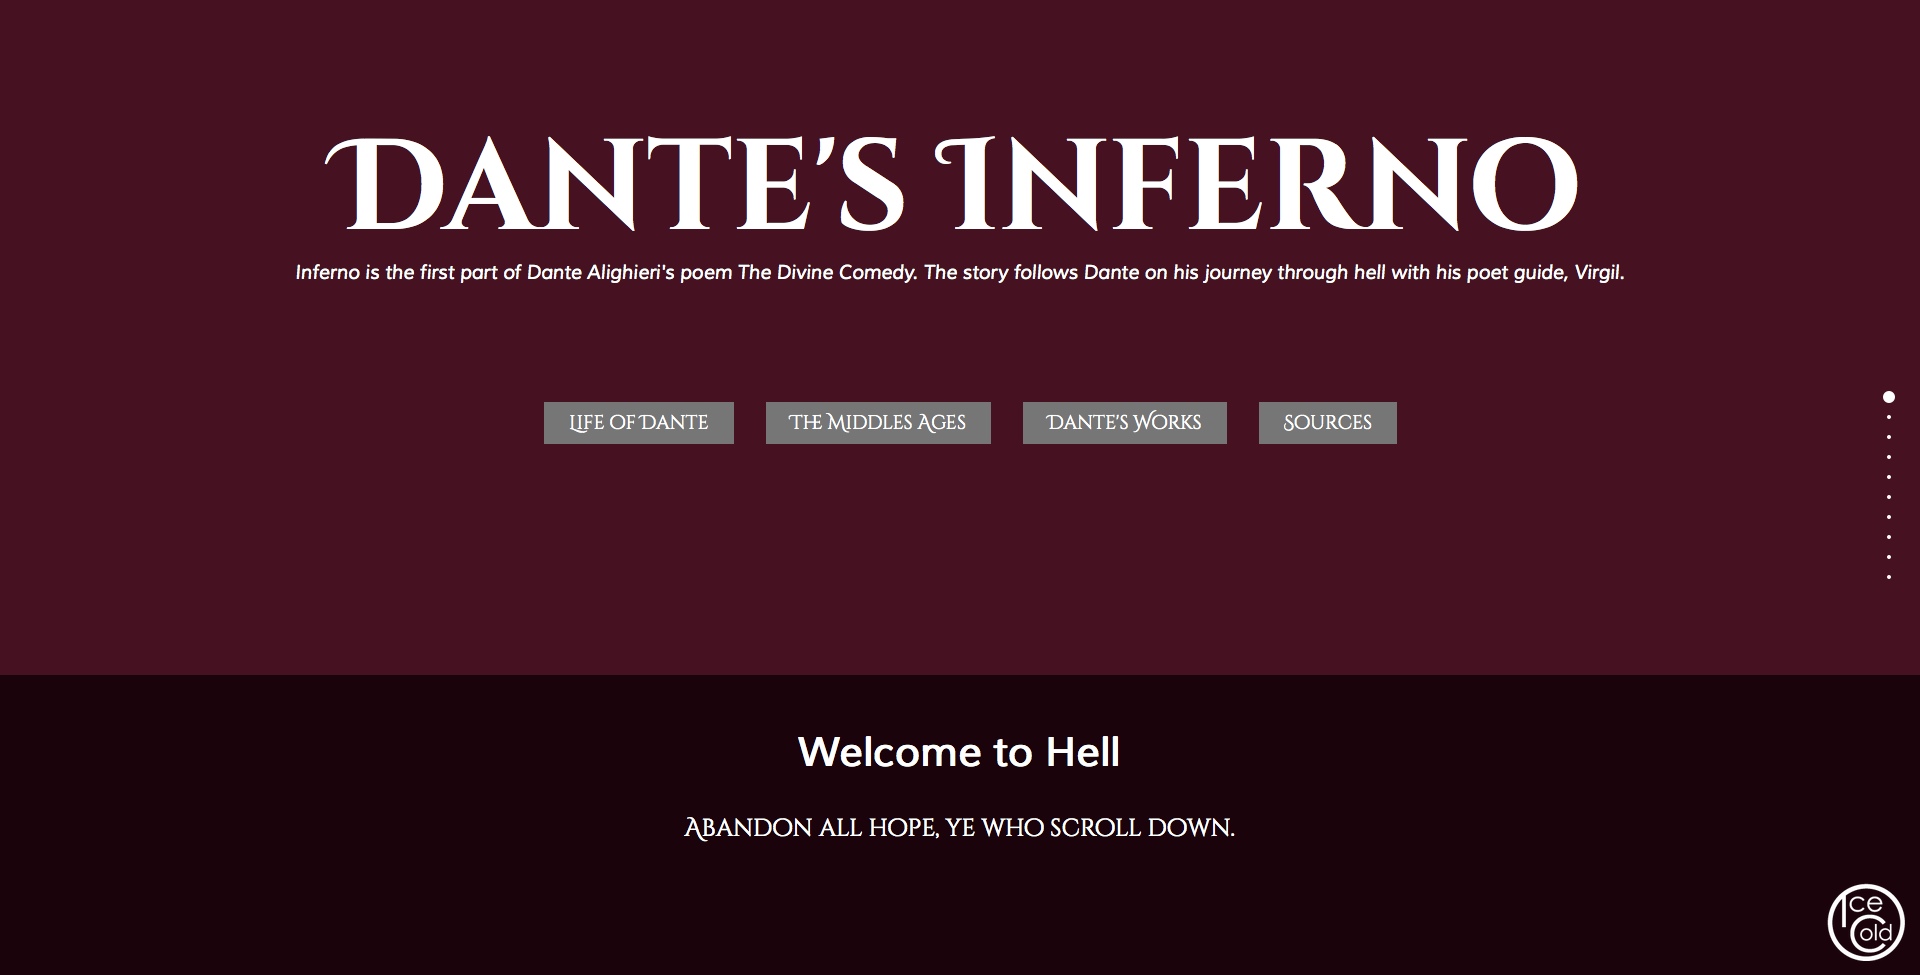 Dante's Inferno
Inferno is the first part of Dante Alighieri's poem The Divine Comedy. The story follows Dante on his journey through hell with his poet guide, Virgil.
Life of Dante
The Middles Ages
Dante's Works
Sources
Welcome to Hell
Abandon all hope, ye who scroll down.
Ice
Cold